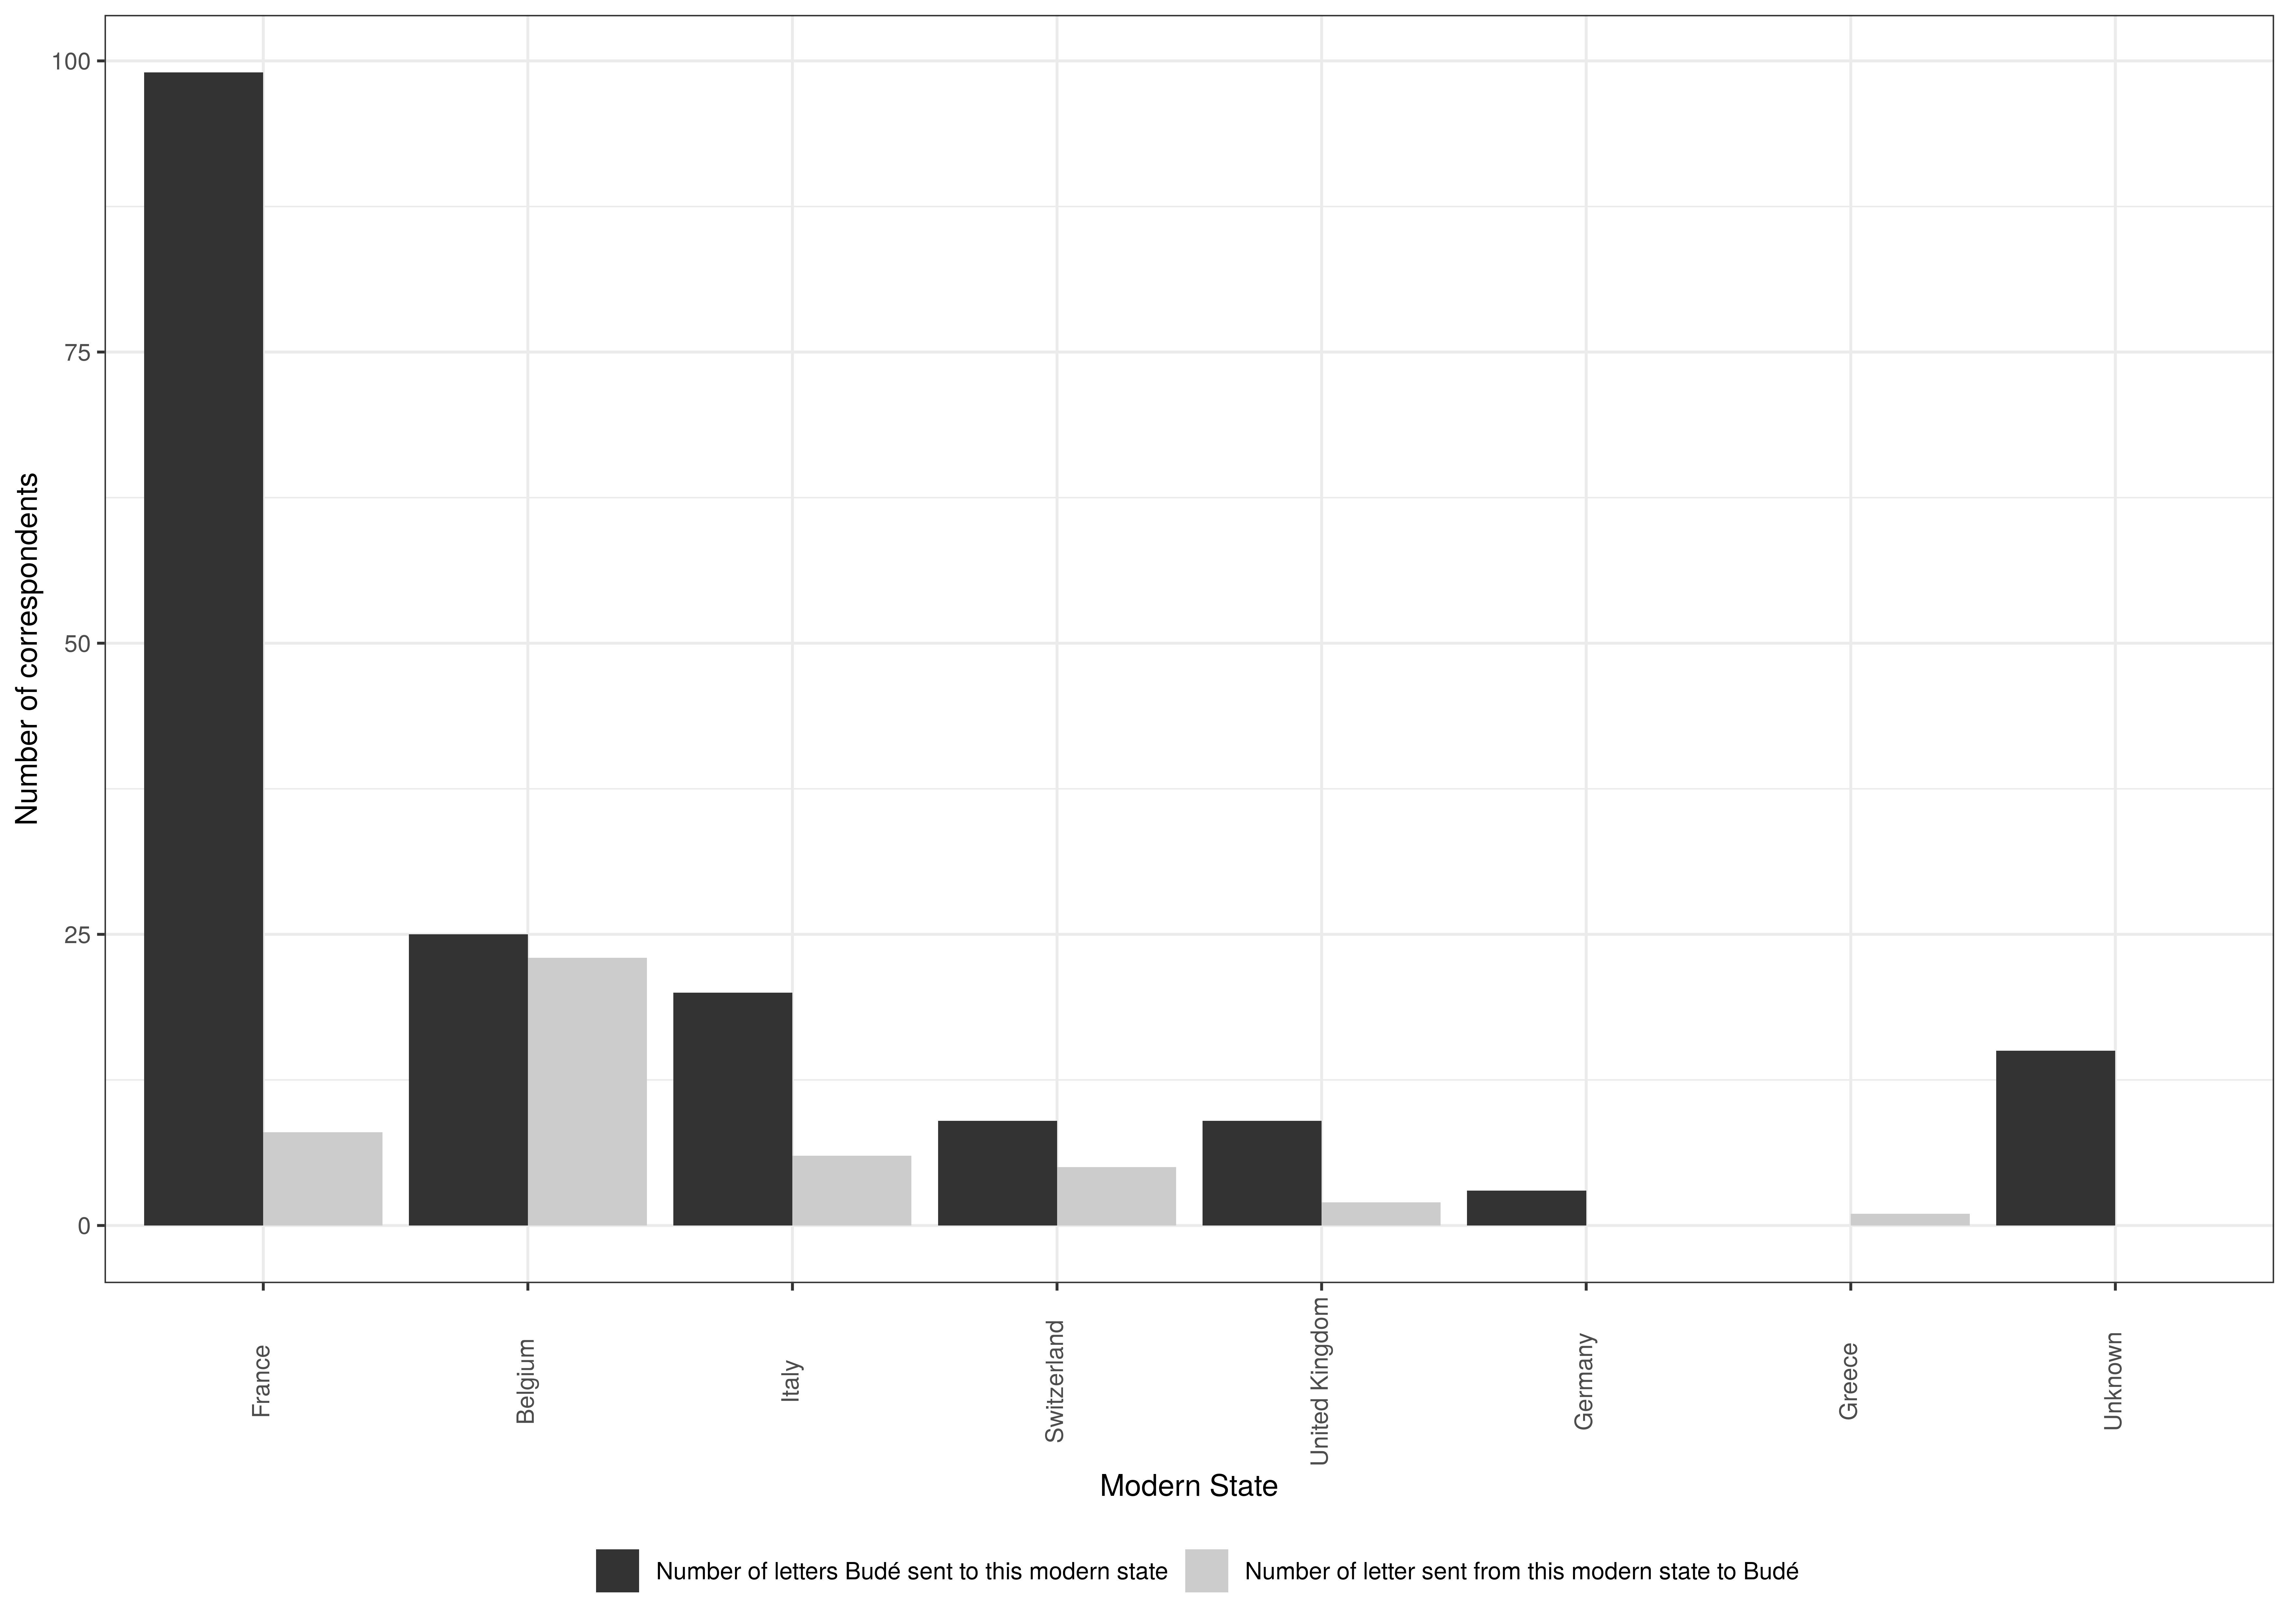 100
75
50
25
0
Number of correspondents
France
Belgium
Italy
Switzerland
United Kingdom
Germany
Greece
Unknown
Modern State
Number of letters Budé sent to this modern state
Number of letter sent from this modern state to Budé